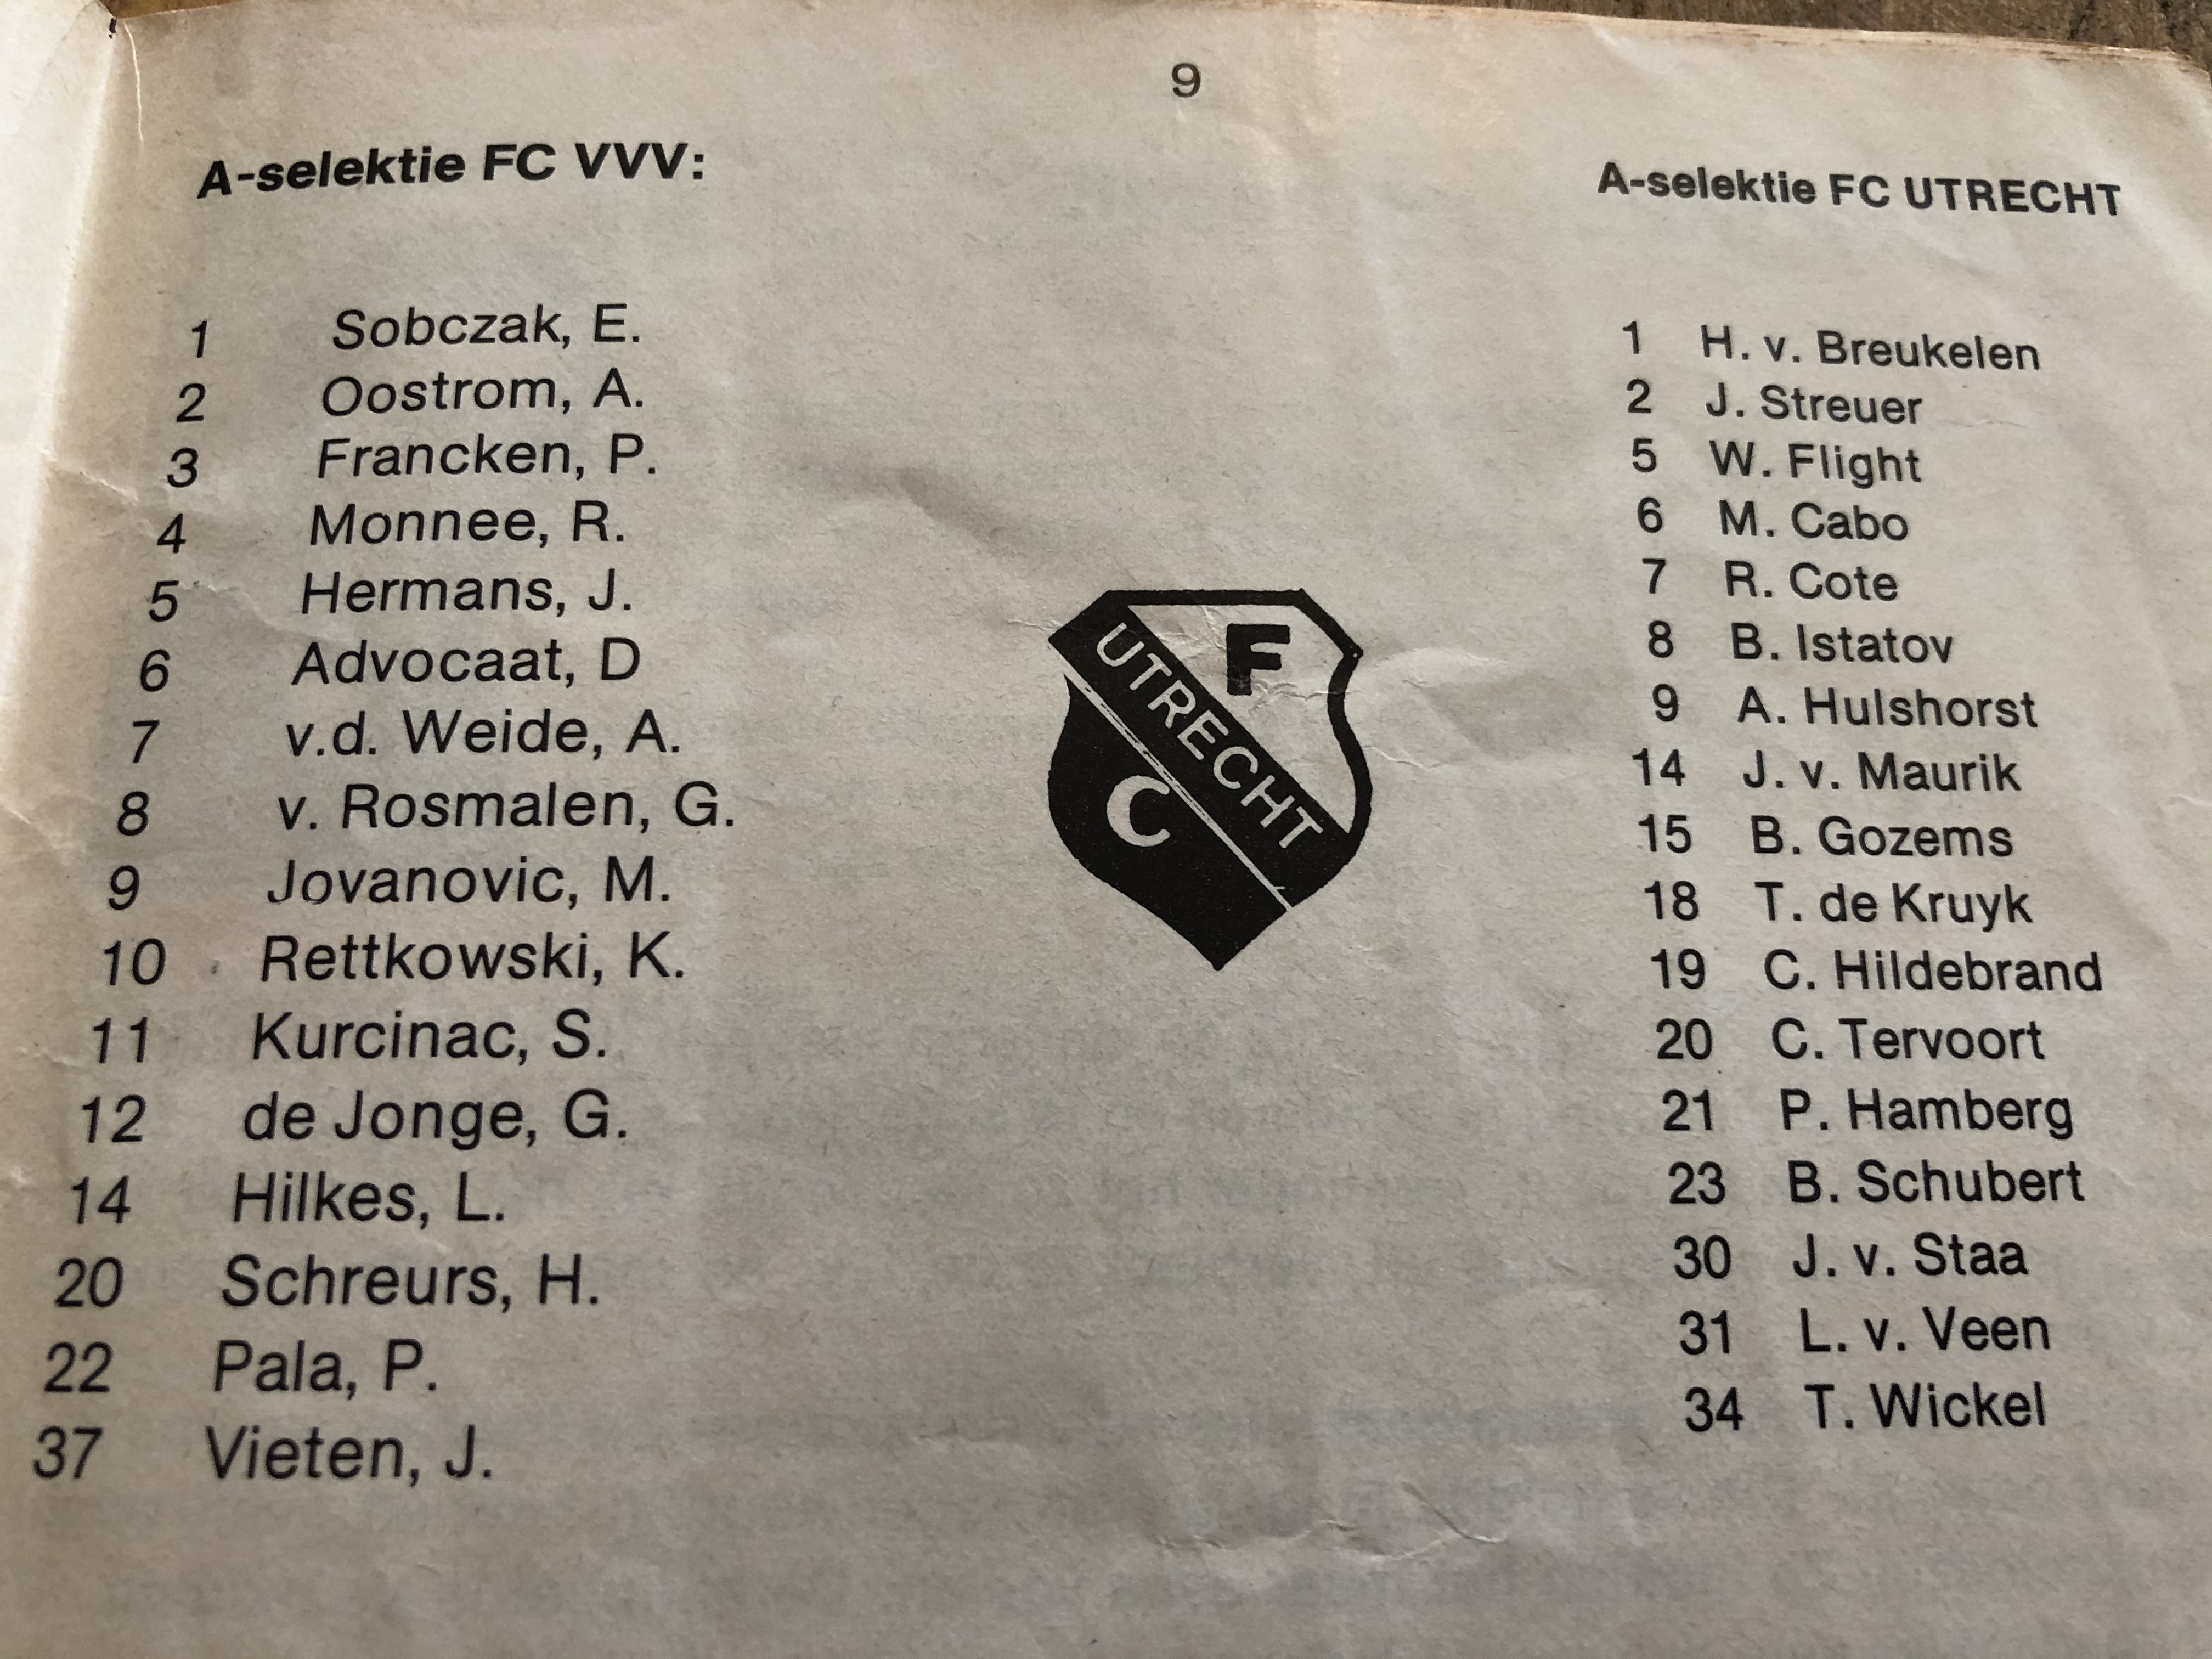 9
A-selektie FC VVV:
1 Sobczak, E.
2 Oostrom, A.
3 Francken, P.
4 Monnee, R.
5 Hermans, J.
6 Advocaat, D
7 v.d. Weide, A.
8 v. Rosmalen, G.
9 Jovanovic, M.
10 Rettkowski, K.
11 Kurcinac, S.
12 de Jonge, G.
14 Hilkes, L.
20 Schreurs, H.
22 Pala, P.
37 Vieten, J.
F
UTRECHT
C
A-selektie FC UTRECHT
1 H. v. Breukelen
2 J. Streuer
5 W. Flight
6 M. Cabo
7 R. Cote
8 B. Istatov
9 A. Hulshorst
14 J. v. Maurik
15 B. Gozems
18 T. de Kruyk
19 C. Hildebrand
20 C. Tervoort
21 P. Hamberg
23 B. Schubert
30 J. v. Staa
31 L. v. Veen
34 T. Wickel